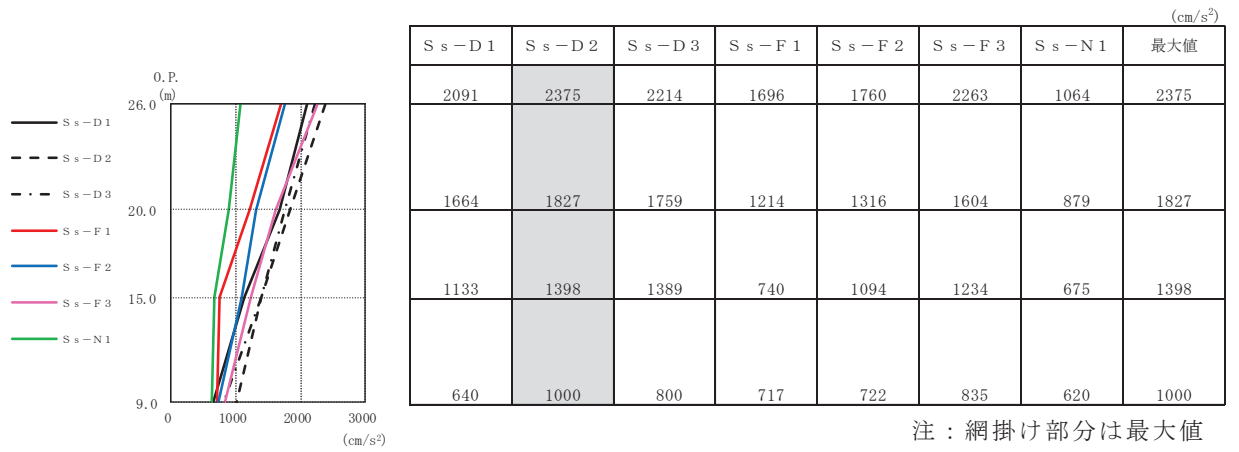 O.P.
(m)
26.0
20.0
15.0
9.0
0 1000 2000 3000
(cm/s²)
Ｓｓ－Ｄ１
Ｓｓ－Ｄ２
Ｓｓ－Ｄ３
Ｓｓ－Ｆ１
Ｓｓ－Ｆ２
Ｓｓ－Ｆ３
Ｓｓ－Ｎ１
(cm/s²)
Ｓｓ－Ｄ１ Ｓｓ－Ｄ２ Ｓｓ－Ｄ３ Ｓｓ－Ｆ１ Ｓｓ－Ｆ２ Ｓｓ－Ｆ３ Ｓｓ－Ｎ１ 最大値
2091 2375 2214 1696 1760 2263 1064 2375
1664 1827 1759 1214 1316 1604 879 1827
1133 1398 1389 740 1094 1234 675 1398
640 1000 800 717 722 835 620 1000
注：網掛け部分は最大値